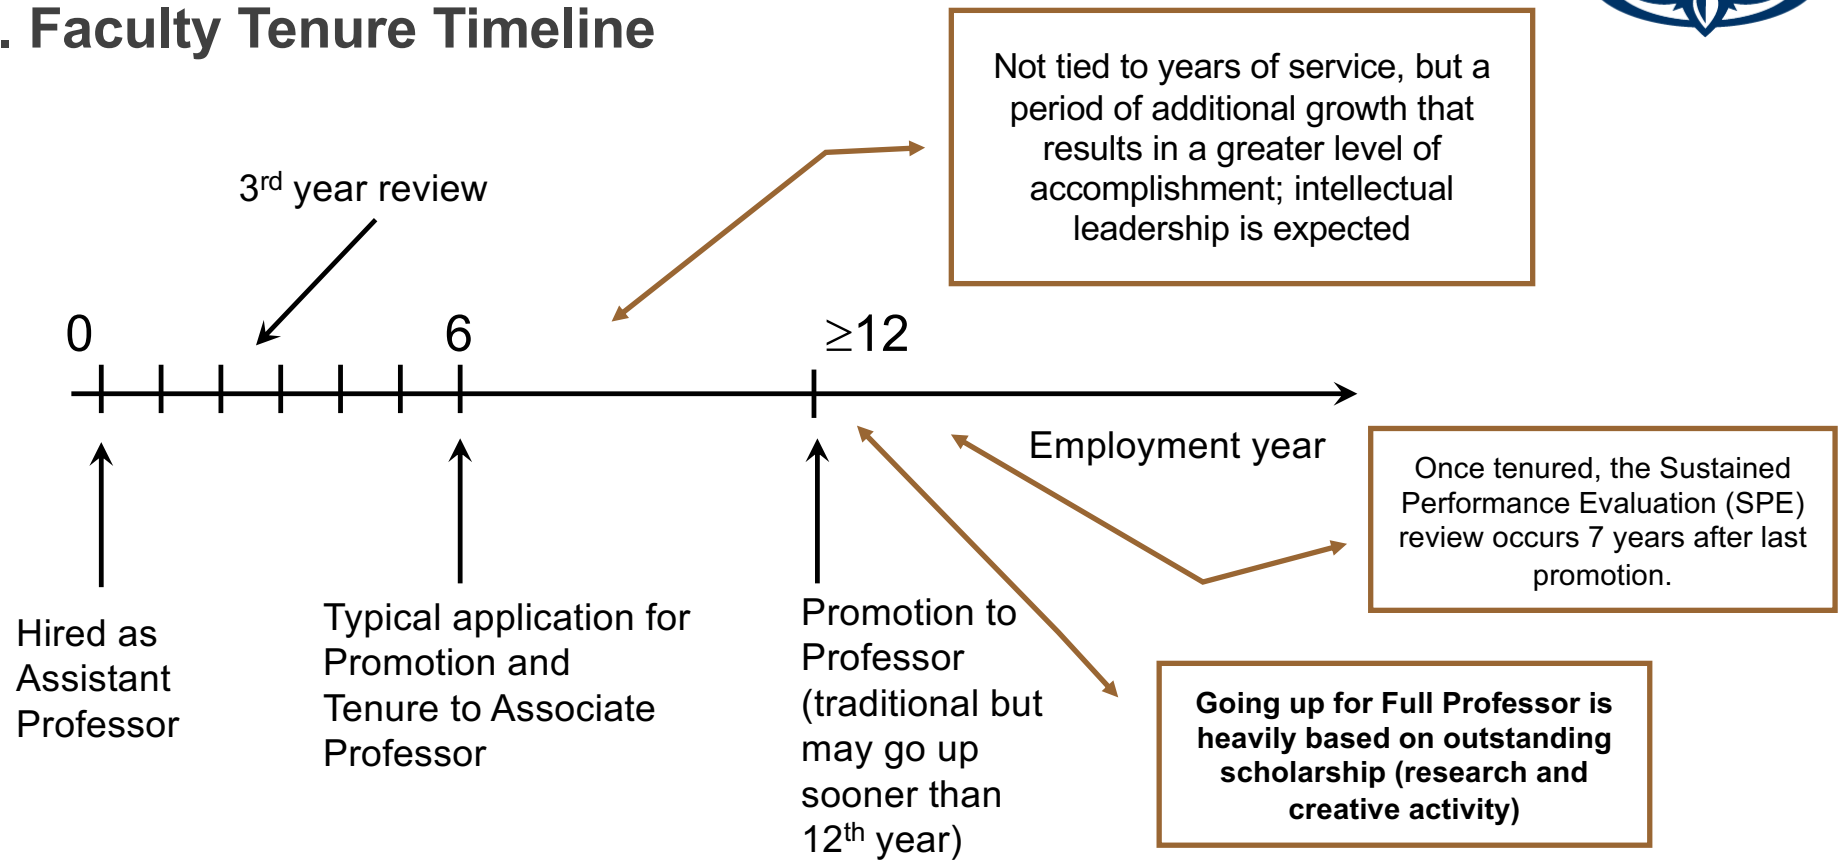 . Faculty Tenure Timeline
Not tied to years of service, but a
period of additional growth that
results in a greater level of
accomplishment; intellectual
leadership is expected
3rd year review
0
6
≥12
Employment year
Once tenured, the Sustained
Performance Evaluation (SPE)
review occurs 7 years after last
promotion.
Hired as
Assistant
Professor
Typical application for
Promotion and
Tenure to Associate
Professor
Promotion to
Professor
(traditional but
may go up
sooner than
12th year)
Going up for Full Professor is
heavily based on outstanding
scholarship (research and
creative activity)